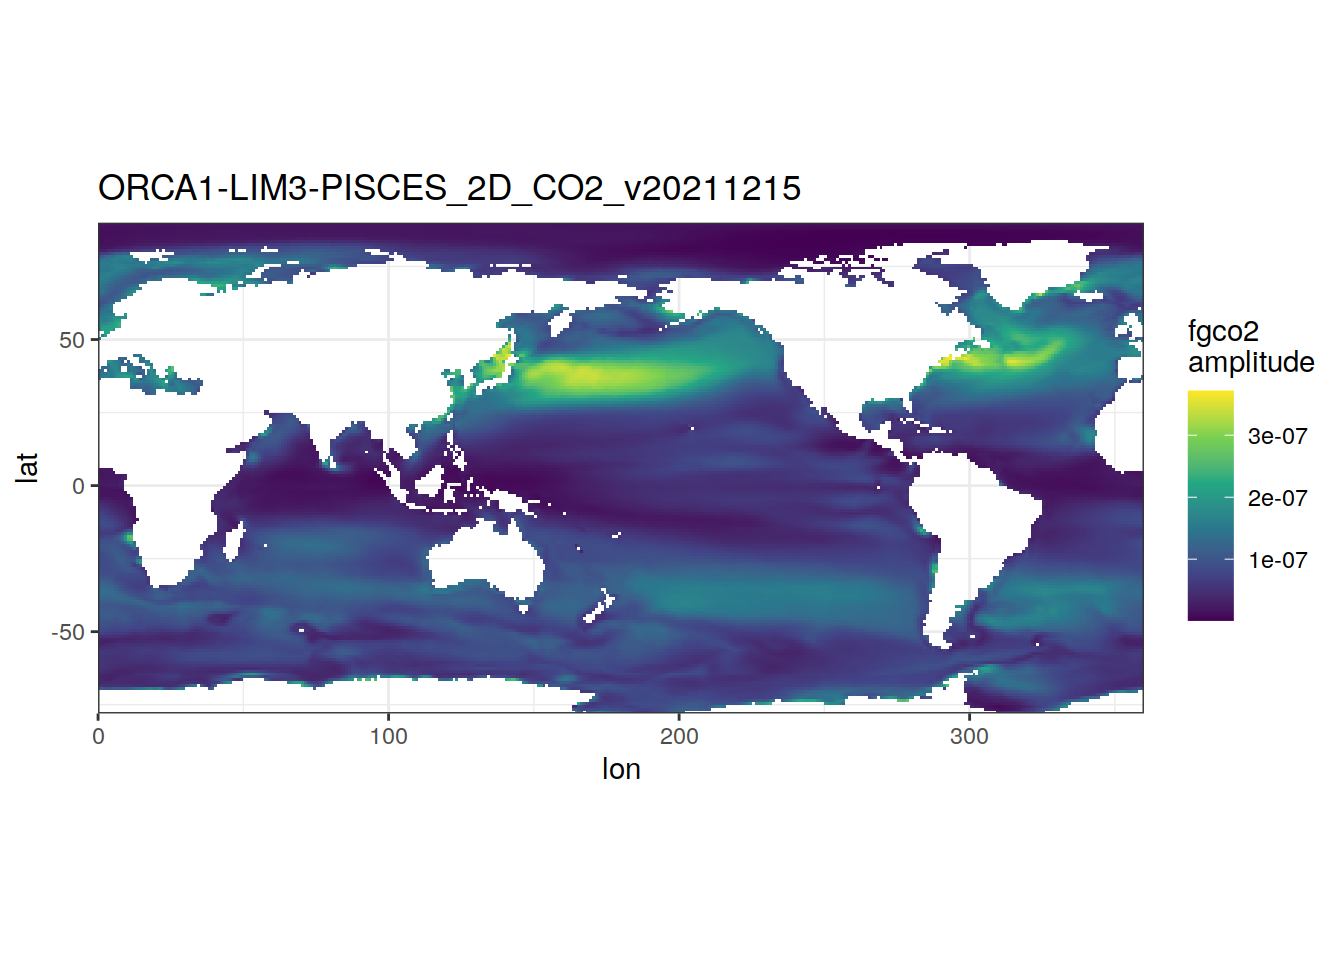 ORCA1-LIM3-PISCES_2D_CO2_v20211215
fgco2
amplitude
3e-07
2e-07
1e-07
50
0
-50
lat
0
100
200
300
lon